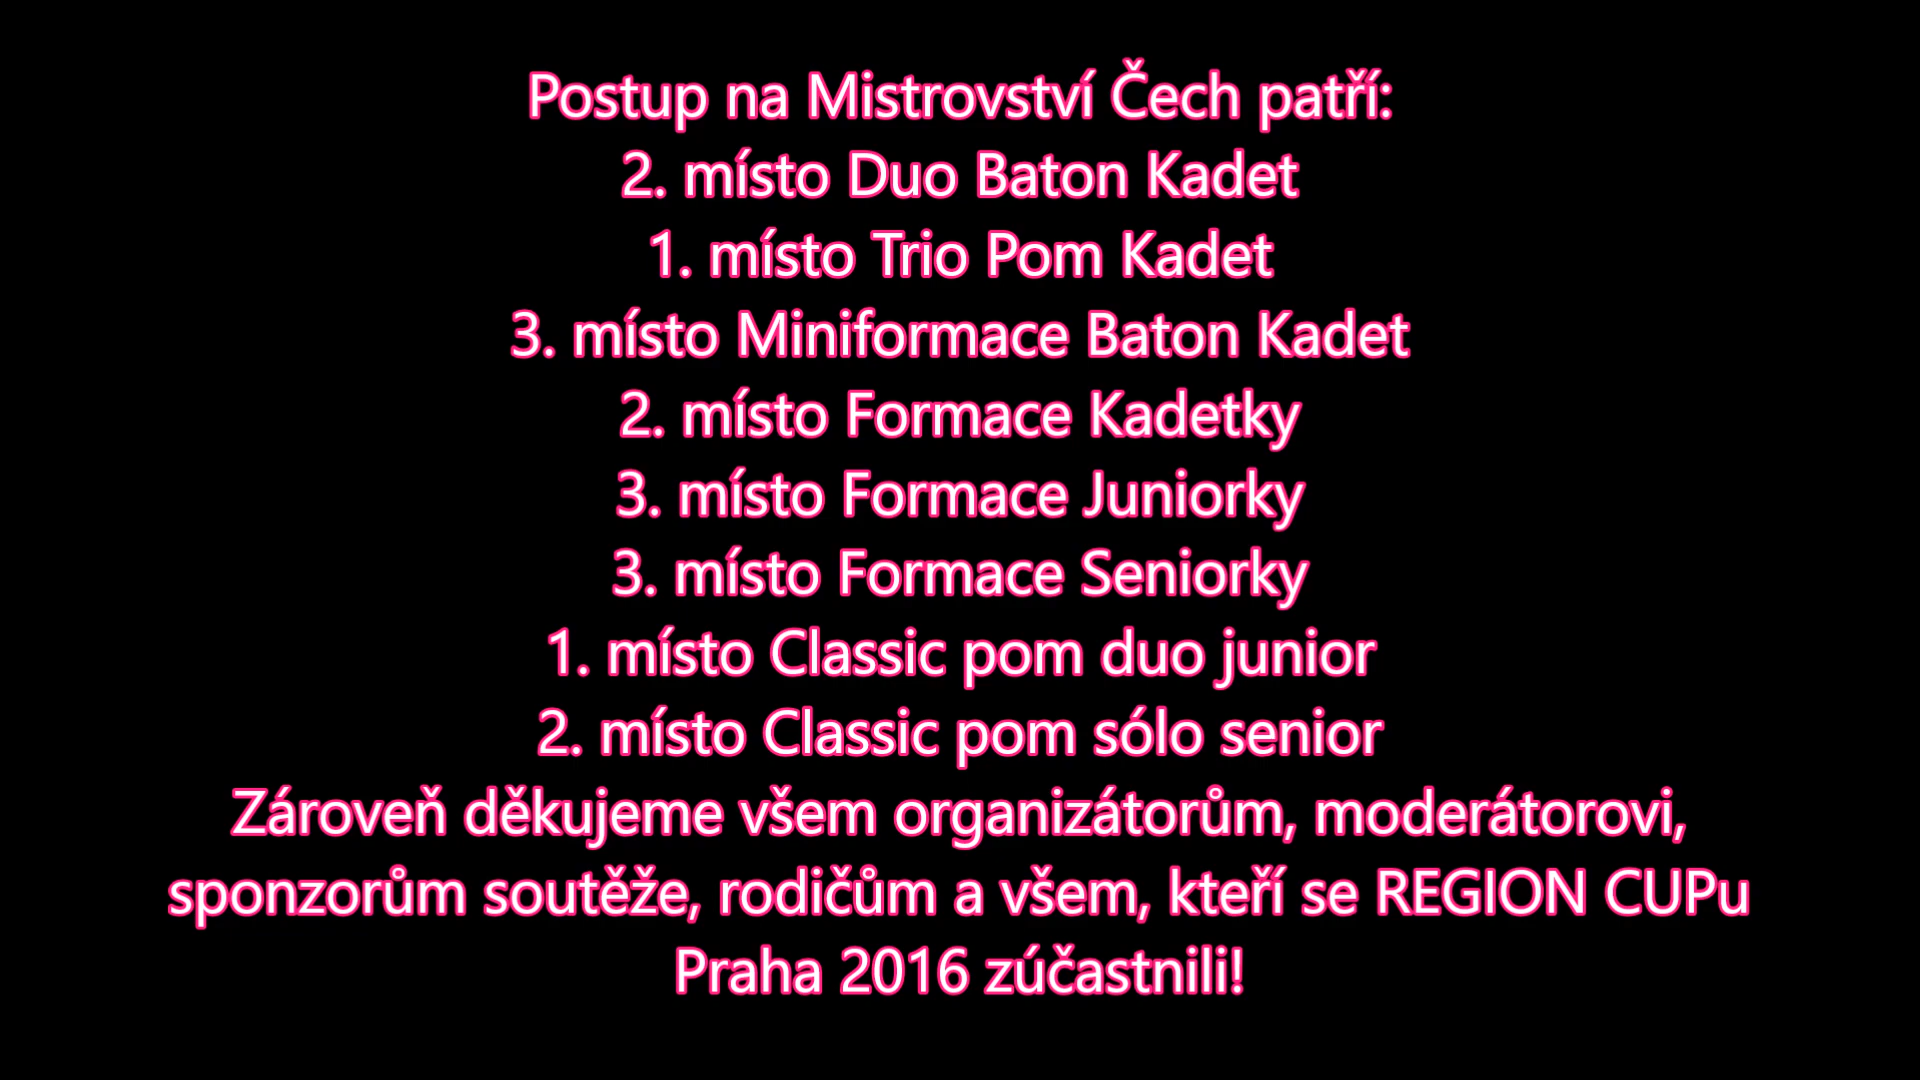 Postup na Mistrovství Čech patří:
2. místo Duo Baton Kadet
1. místo Trio Pom Kadet
3. místo Miniformace Baton Kadet
2. místo Formace Kadetky
3. místo Formace Juniorky
3. místo Formace Seniorky
1. místo Classic pom duo junior
2. místo Classic pom sólo senior
Zároveň děkujeme všem organizátorům, moderátorovi,
sponzorům soutěže, rodičům a všem, kteří se REGION CUPu
Praha 2016 zúčastnili!